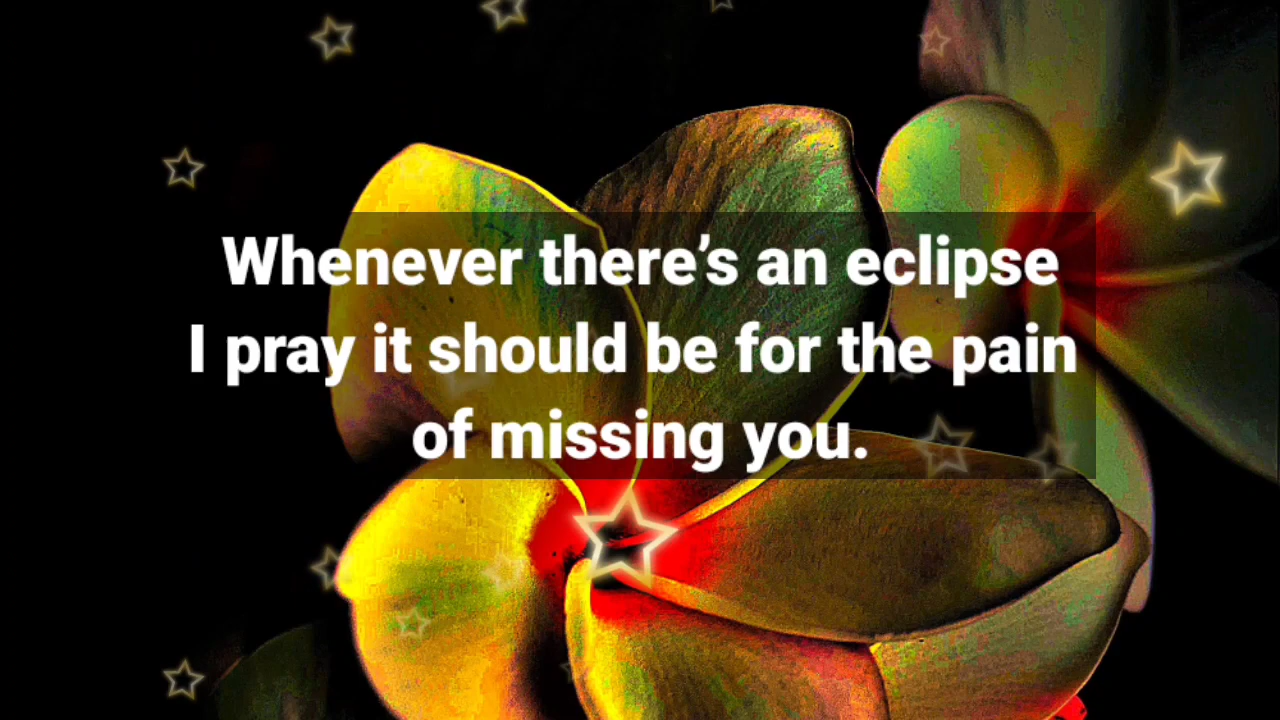 Whenever there’s an eclipse
I pray it should be for the pain
of missing you.